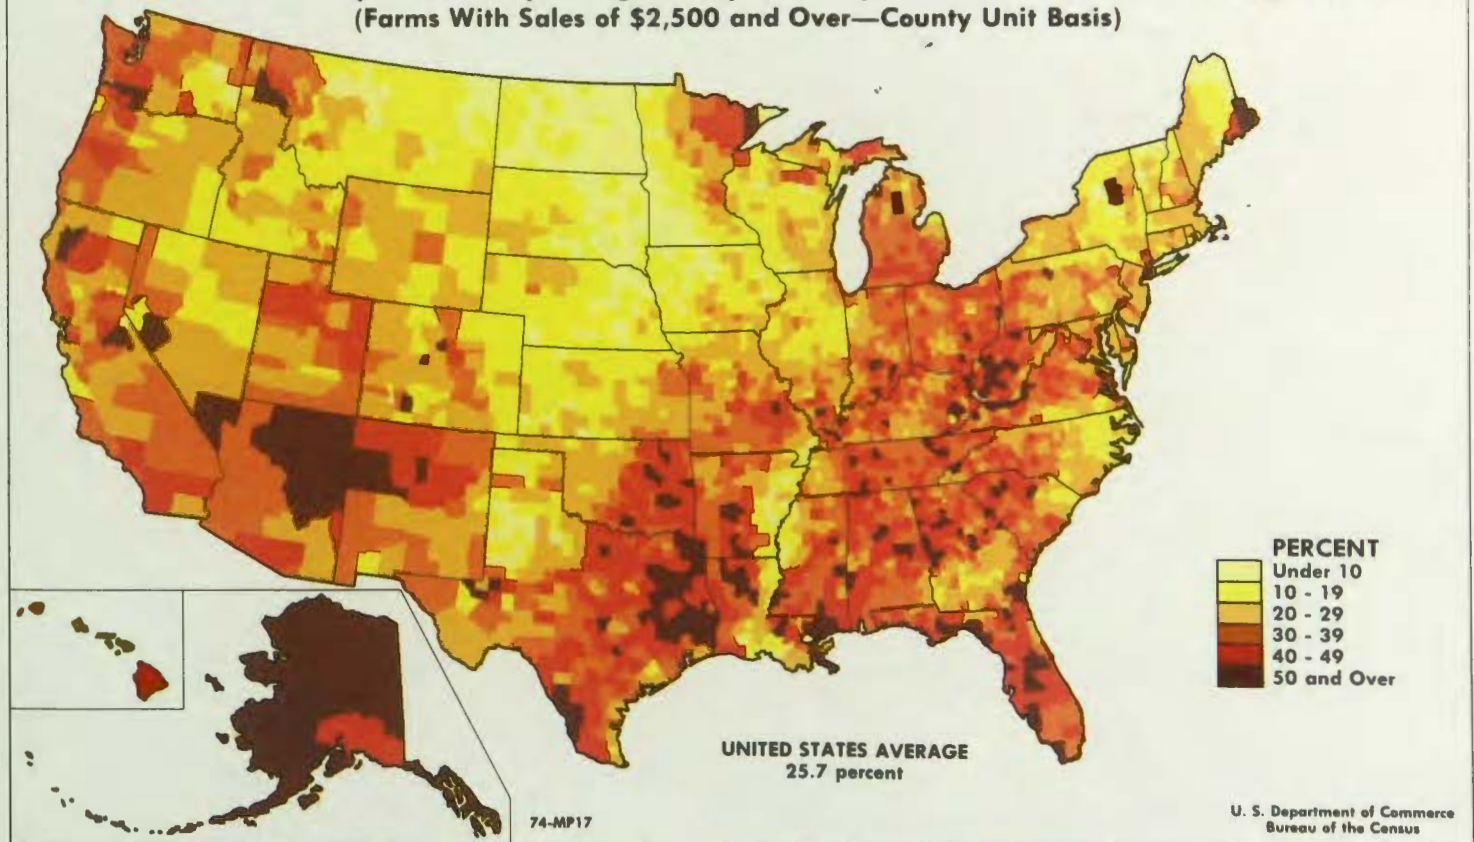 (Farms With Sales of $2,500 and Over—County Unit Basis)
PERCENT
Under 10
10 - 19
20 - 29
30 - 39
40 - 49
50 and Over
UNITED STATES AVERAGE
25.7 percent
74-MP17
U. S. Department of Commerce
Bureau of the Census